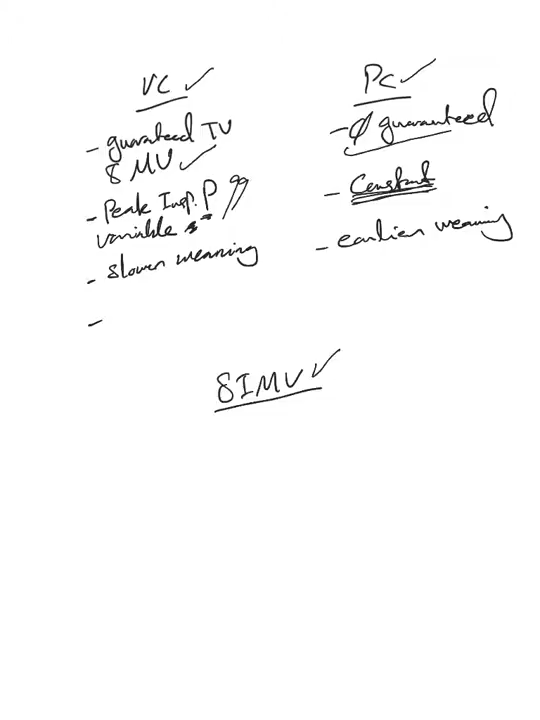 VC ✓
- guaranteed TV
& MV ✓
- Peak Insp. P
variable
- slower weaning
-
PC ✓
- Ø guaranteed
- Constant
- earlier weaning
SIMV ✓